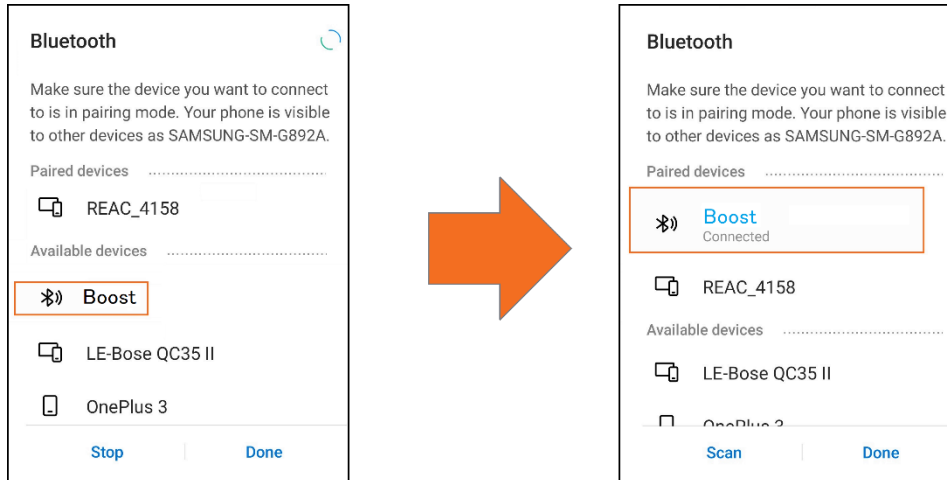 Bluetooth
Make sure the device you want to connect
to is in pairing mode. Your phone is visible
to other devices as SAMSUNG-SM-G892A.
Paired devices
REAC_4158
Available devices
Boost
LE-Bose QC35 II
OnePlus 3
Stop Done
Bluetooth
Make sure the device you want to connect
to is in pairing mode. Your phone is visible
to other devices as SAMSUNG-SM-G892A.
Paired devices
Boost
Connected
REAC_4158
Available devices
LE-Bose QC35 II
OnePlus 3
Scan Done